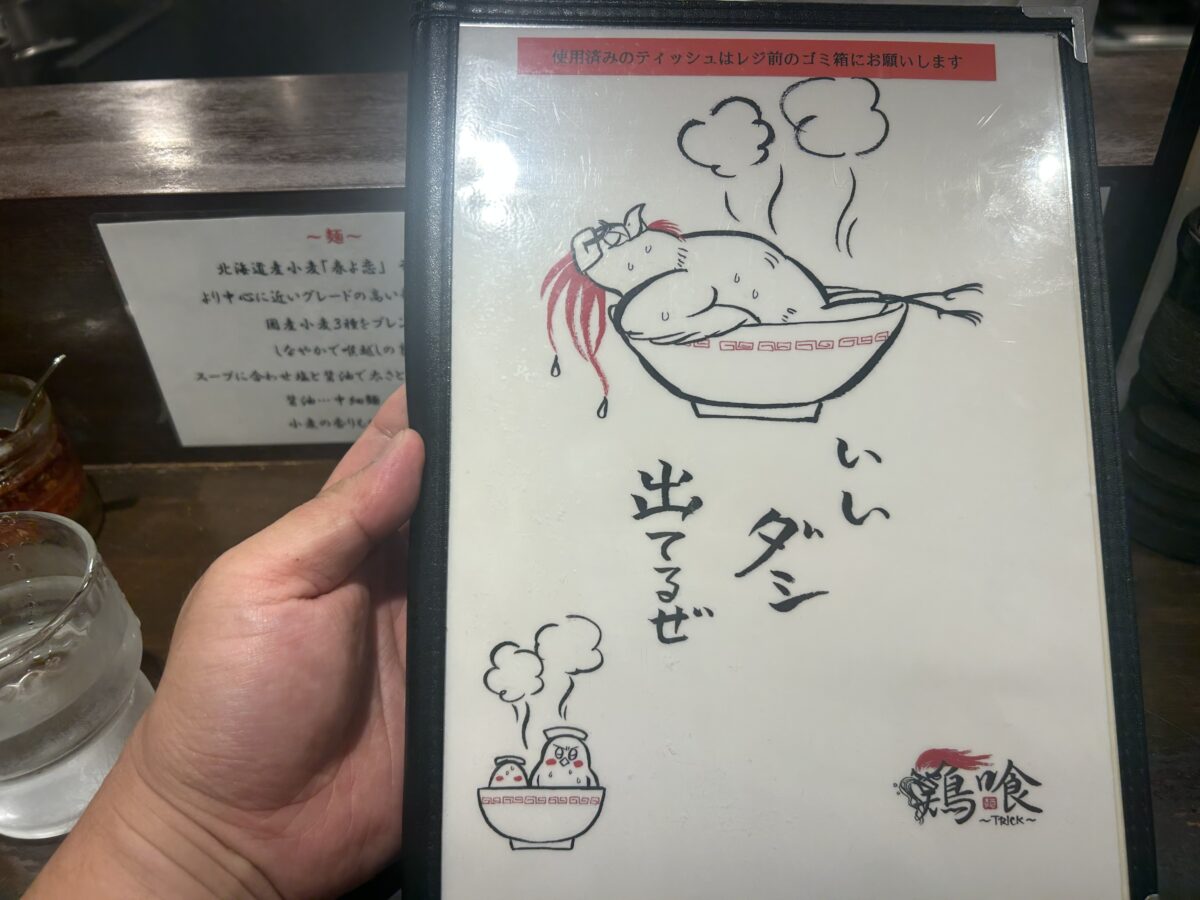 使用済みのティッシュはレジ前のゴミ箱にお願いします
いい
ダシ
出てるぜ
鶏喰
~TRICK~
~麺~
北海道産小麦「春よ恋」
より中心に近いグレードの高い
国産小麦3種をブレン
しなやかで喉越しの
スープに合わせ塩と醤油で太さと
醤油…中細麺
小麦の香りも